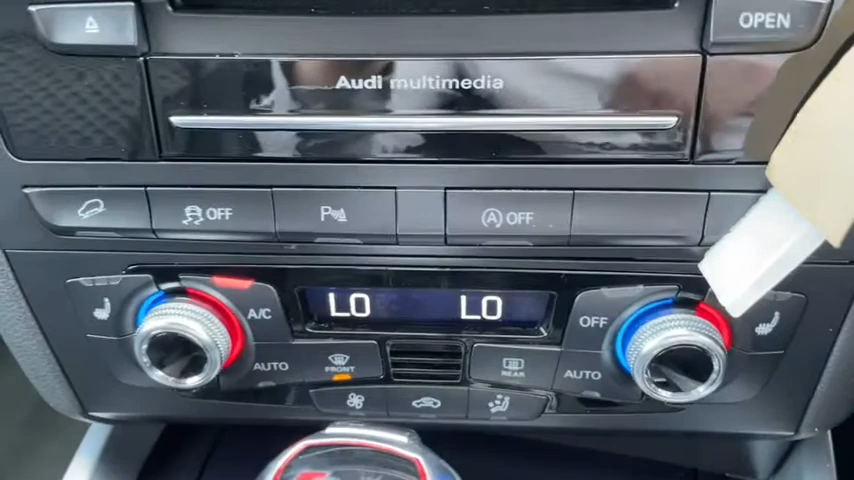 OPEN
Audi multimedia
OFF
P
A OFF
LO LO
A/C
OFF
AUTO
FRONT
REAR
AUTO